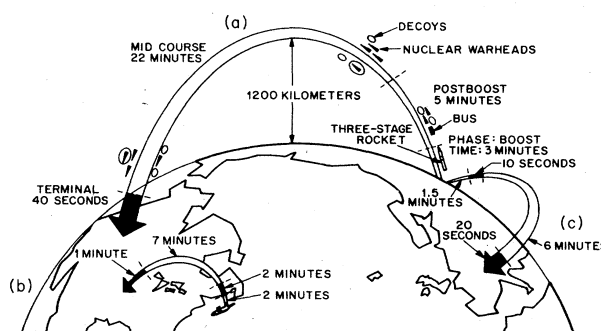 (a)
DECOYS
NUCLEAR WARHEADS
MID COURSE
22 MINUTES
1200 KILOMETERS
POSTBOOST
5 MINUTES
BUS
THREE-STAGE
ROCKET
PHASE: BOOST
TIME: 3 MINUTES
10 SECONDS
1.5
MINUTES
TERMINAL
40 SECONDS
20
SECONDS
(c)
6 MINUTE
7 MINUTES
1 MINUTE
(b)
2 MINUTES
2 MINUTES